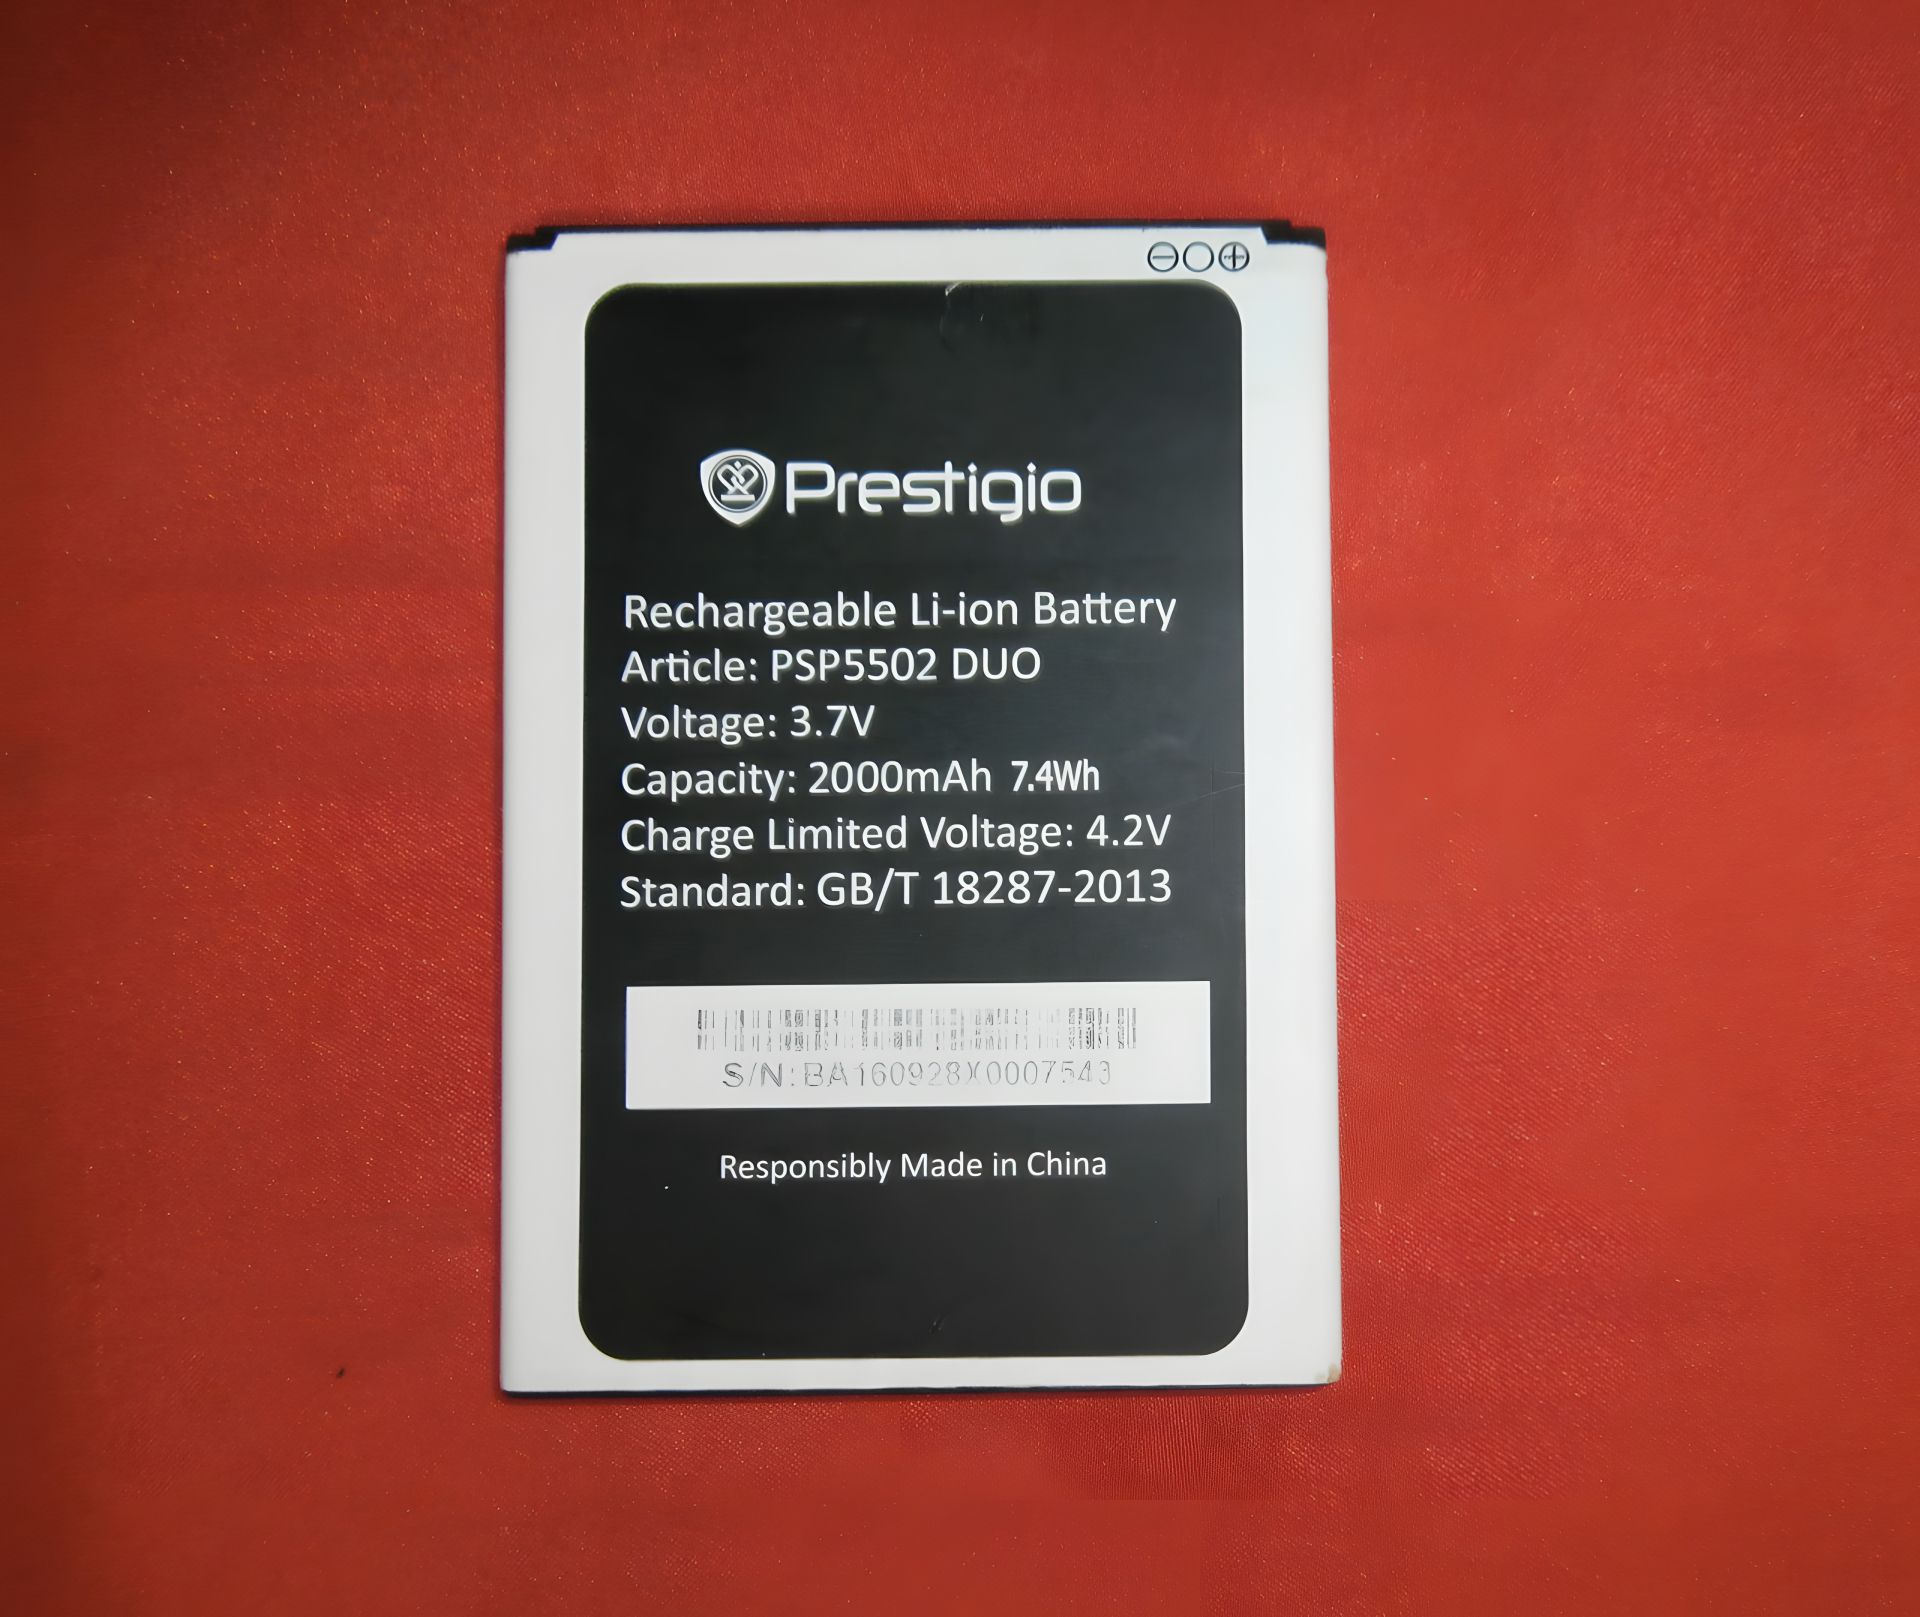 Prestigio
Rechargeable Li-ion Battery
Article: PSP5502 DUO
Voltage: 3.7V
Capacity: 2000mAh 7.4Wh
Charge Limited Voltage: 4.2V
Standard: GB/T 18287-2013
S/N:BA160928X0007543
Responsibly Made in China